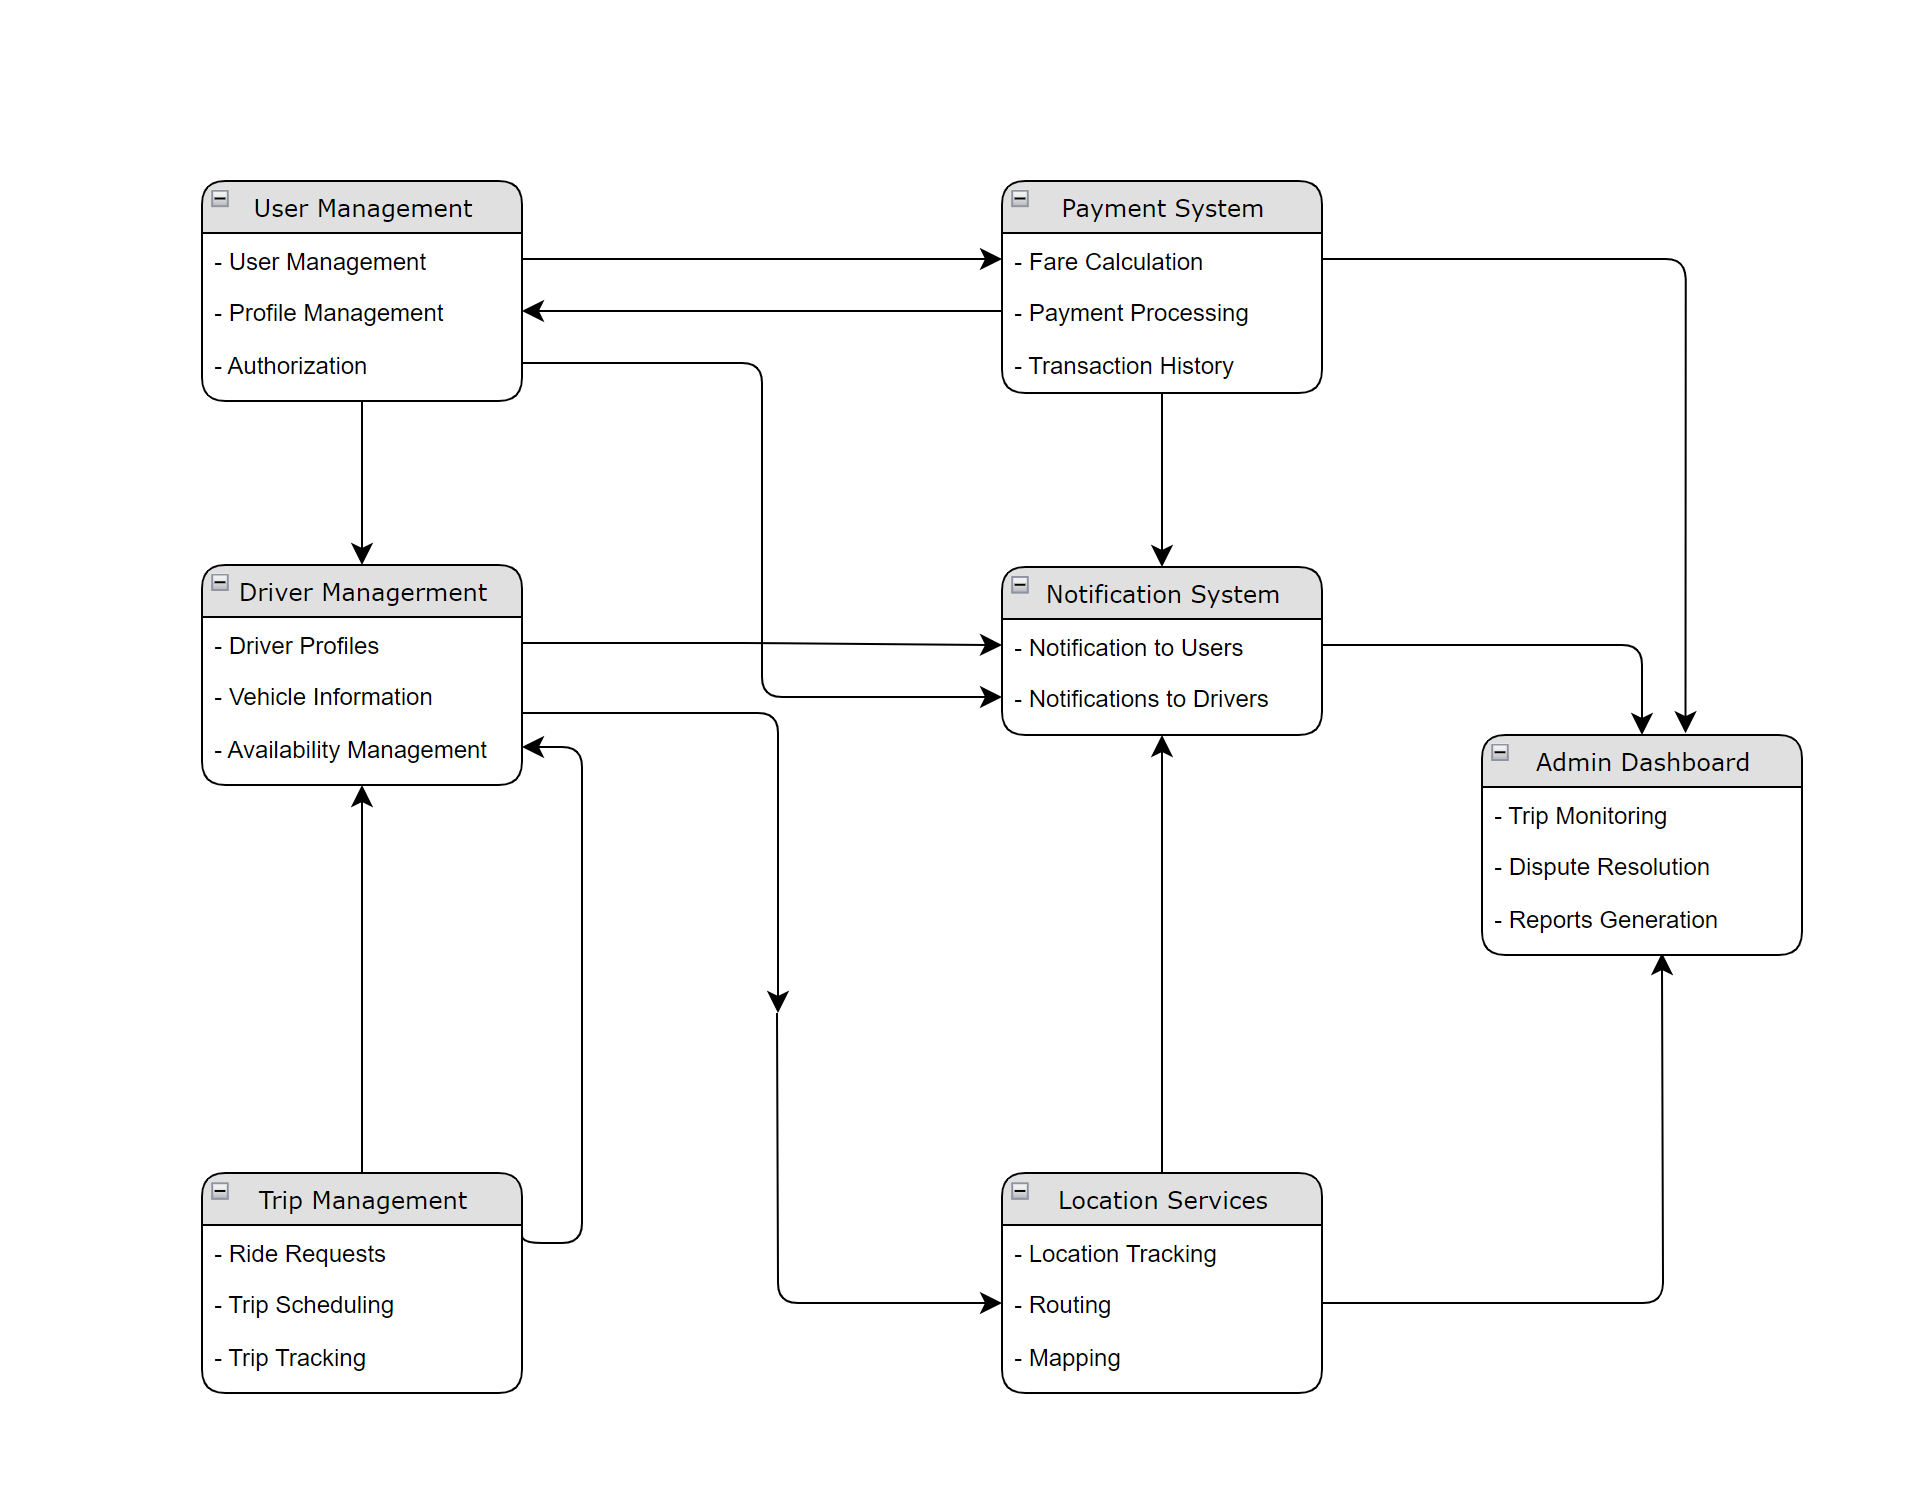 User Management
- User Management
- Profile Management
- Authorization
Payment System
- Fare Calculation
- Payment Processing
- Transaction History
Driver Managerment
- Driver Profiles
- Vehicle Information
- Availability Management
Notification System
- Notification to Users
- Notifications to Drivers
Admin Dashboard
- Trip Monitoring
- Dispute Resolution
- Reports Generation
Trip Management
- Ride Requests
- Trip Scheduling
- Trip Tracking
Location Services
- Location Tracking
- Routing
- Mapping